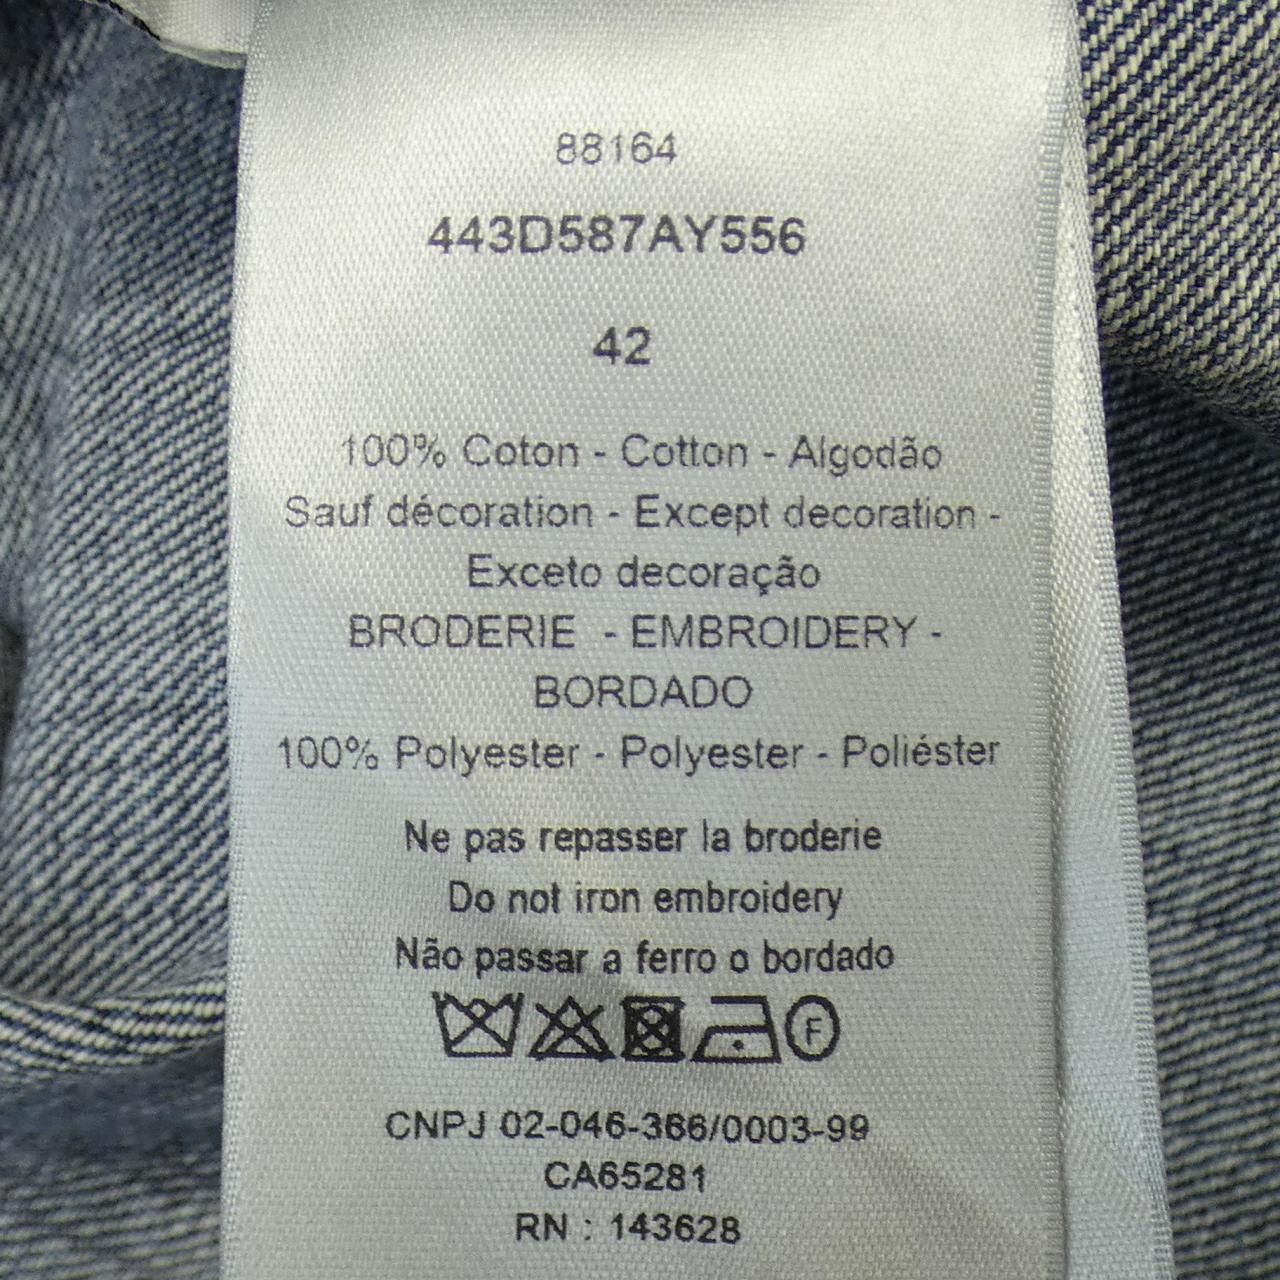 88164
443D587AY556
42
100% Coton - Cotton - Algodão
Sauf décoration - Except decoration -
Exceto decoração
BRODERIE - EMBROIDERY -
BORDADO
100% Polyester - Polyester - Poliéster
Ne pas repasser la broderie
Do not iron embroidery
Não passar a ferro o bordado
F
CNPJ 02-046-366/0003-99
CA65281
RN : 143628